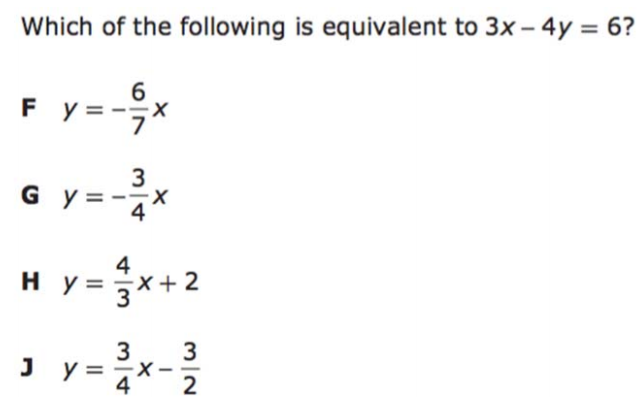 Which of the following is equivalent to 3x – 4y = 6?
F y = -6/7x
G y = -3/4x
H y = 4/3x + 2
J y = 3/4x - 3/2